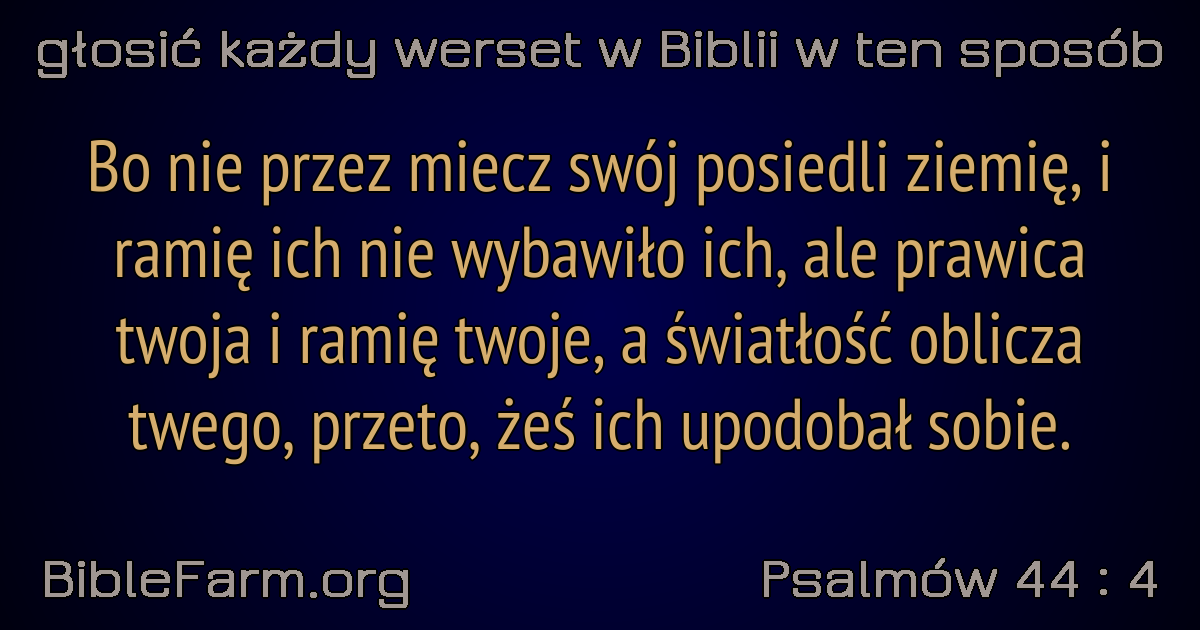 głosić każdy werset w Biblii w ten sposób
Bo nie przez miecz swój posiedli ziemię, i
ramię ich nie wybawiło ich, ale prawica
twoja i ramię twoje, a światłość oblicza
twego, przeto, żeś ich upodobał sobie.
BibleFarm.org
Psalmów 44 : 4